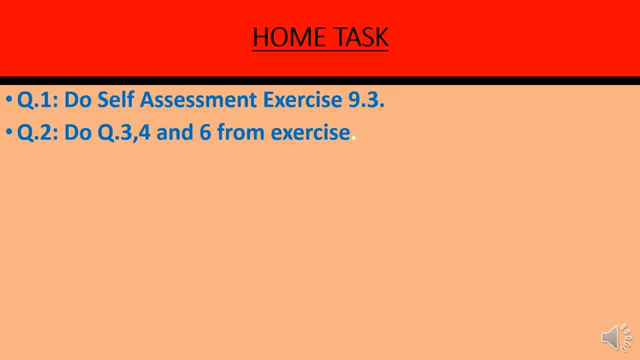 HOME TASK
• Q.1: Do Self Assessment Exercise 9.3.
• Q.2: Do Q.3,4 and 6 from exercise.